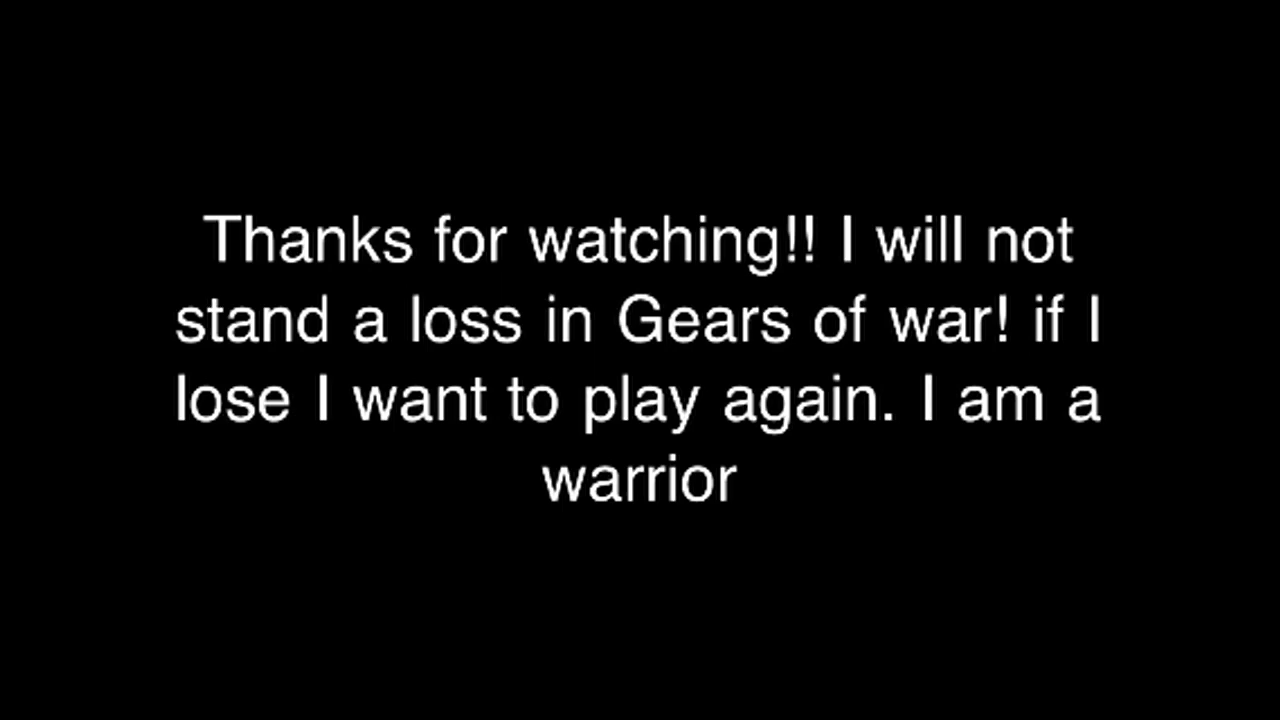 Thanks for watching!! I will not
stand a loss in Gears of war! if I
lose I want to play again. I am a
warrior